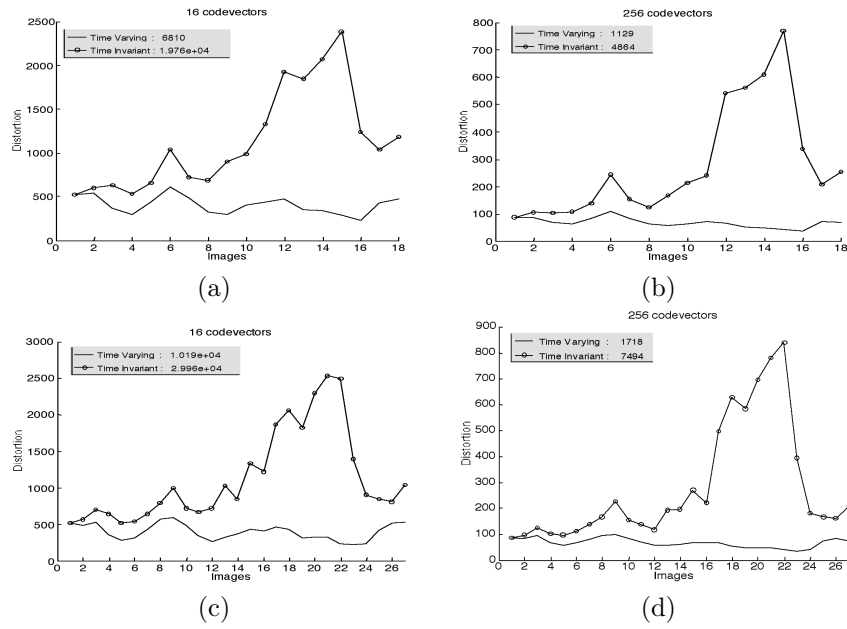 16 codevectors
2500
2000
1500
1000
500
0
Distortion
Time Varying : 6810
Time Invariant : 1.976e+04
0 2 4 6 8 10 12 14 16 18
Images
(a)
256 codevectors
800
700
600
500
400
300
200
100
0
Distortion
Time Varying : 1129
Time Invariant : 4864
0 2 4 6 8 10 12 14 16 18
Images
(b)
16 codevectors
3000
2500
2000
1500
1000
500
0
Distortion
Time Varying : 1.019e+04
Time Invariant : 2.996e+04
0 2 4 6 8 10 12 14 16 18 20 22 24 26
Images
(c)
256 codevectors
900
800
700
600
500
400
300
200
100
0
Distortion
Time Varying : 1718
Time Invariant : 7494
0 2 4 6 8 10 12 14 16 18 20 22 24 26
Images
(d)